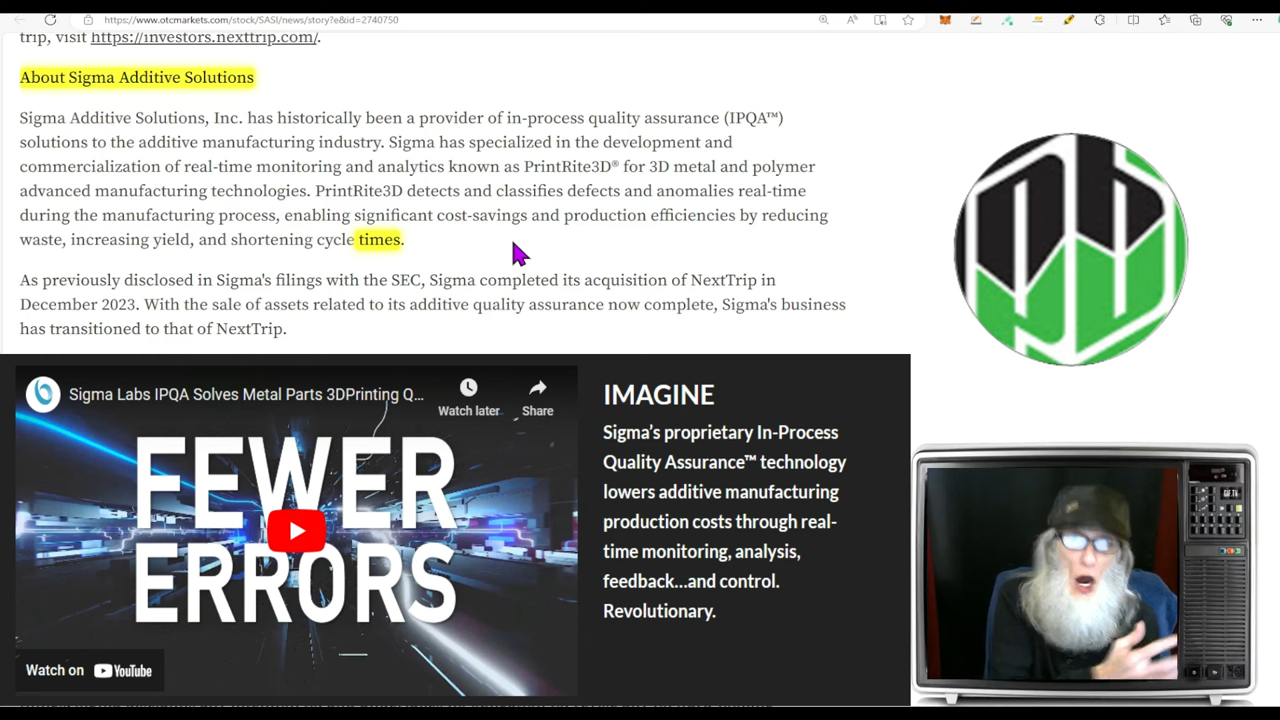 https://www.otcmarkets.com/stock/SASI/news/story?e&id=2740750
trip, visit https://investors.nexttrip.com/.
About Sigma Additive Solutions
Sigma Additive Solutions, Inc. has historically been a provider of in-process quality assurance (IPQA™)
solutions to the additive manufacturing industry. Sigma has specialized in the development and
commercialization of real-time monitoring and analytics known as PrintRite3D® for 3D metal and polymer
advanced manufacturing technologies. PrintRite3D detects and classifies defects and anomalies real-time
during the manufacturing process, enabling significant cost-savings and production efficiencies by reducing
waste, increasing yield, and shortening cycle times.
As previously disclosed in Sigma's filings with the SEC, Sigma completed its acquisition of NextTrip in
December 2023. With the sale of assets related to its additive quality assurance now complete, Sigma's business
has transitioned to that of NextTrip.
Sigma Labs IPQA Solves Metal Parts 3DPrinting Q...
Watch later
Share
FEWER
ERRORS
Watch on YouTube
IMAGINE
Sigma's proprietary In-Process
Quality Assurance™ technology
lowers additive manufacturing
production costs through real-
time monitoring, analysis,
feedback...and control.
Revolutionary.
GIF.TV